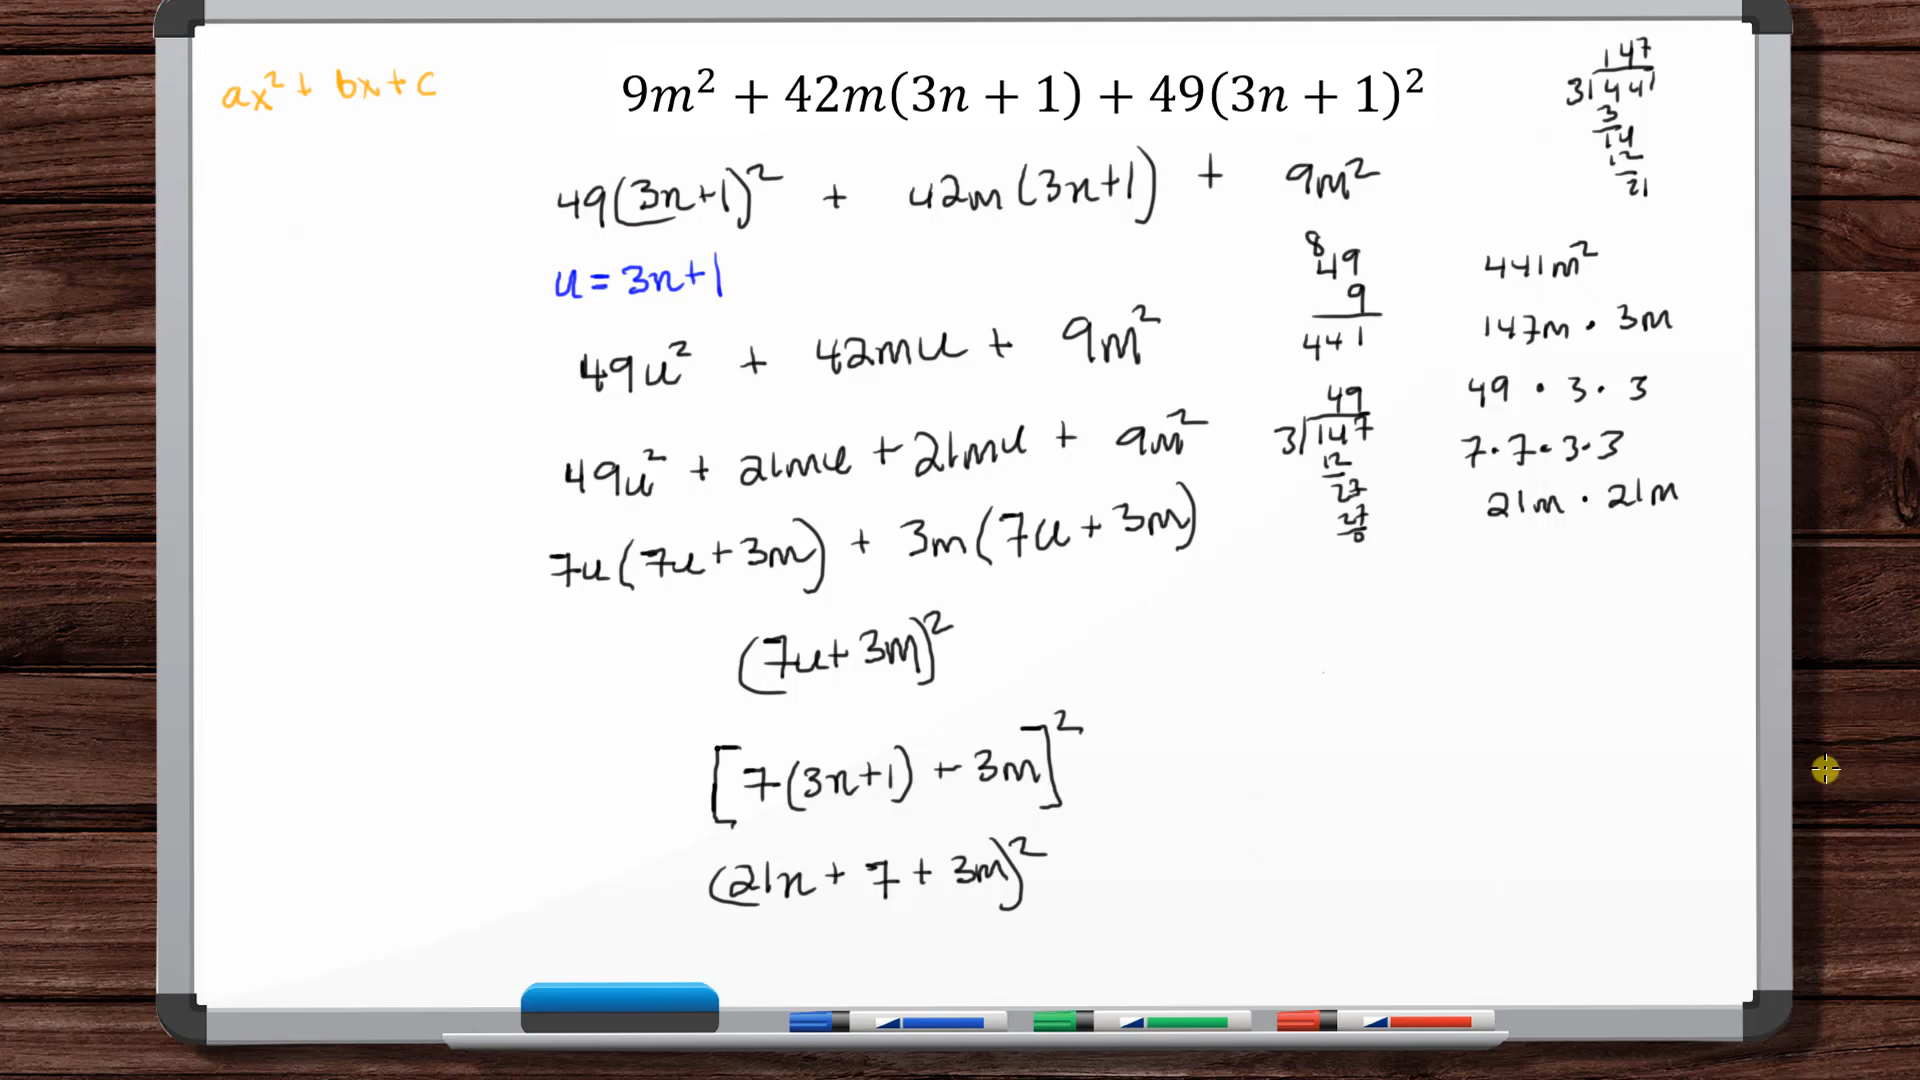 ax² + bx + c
9m² + 42m(3n + 1) + 49(3n + 1)²
49(3n+1)² + 42m(3n+1) + 9m²
u = 3n+1
49u² + 42mu + 9m²
49u² + 21mu + 21mu + 9m²
7u(7u+3m) + 3m(7u+3m)
(7u+3m)²
[7(3n+1) + 3m]²
(21n + 7 + 3m)²
8
49
9
441
49
3)147
12
27
27
0
147
3)441
3
14
12
21
441m²
147m · 3m
49 · 3 · 3
7·7·3·3
21m · 21m